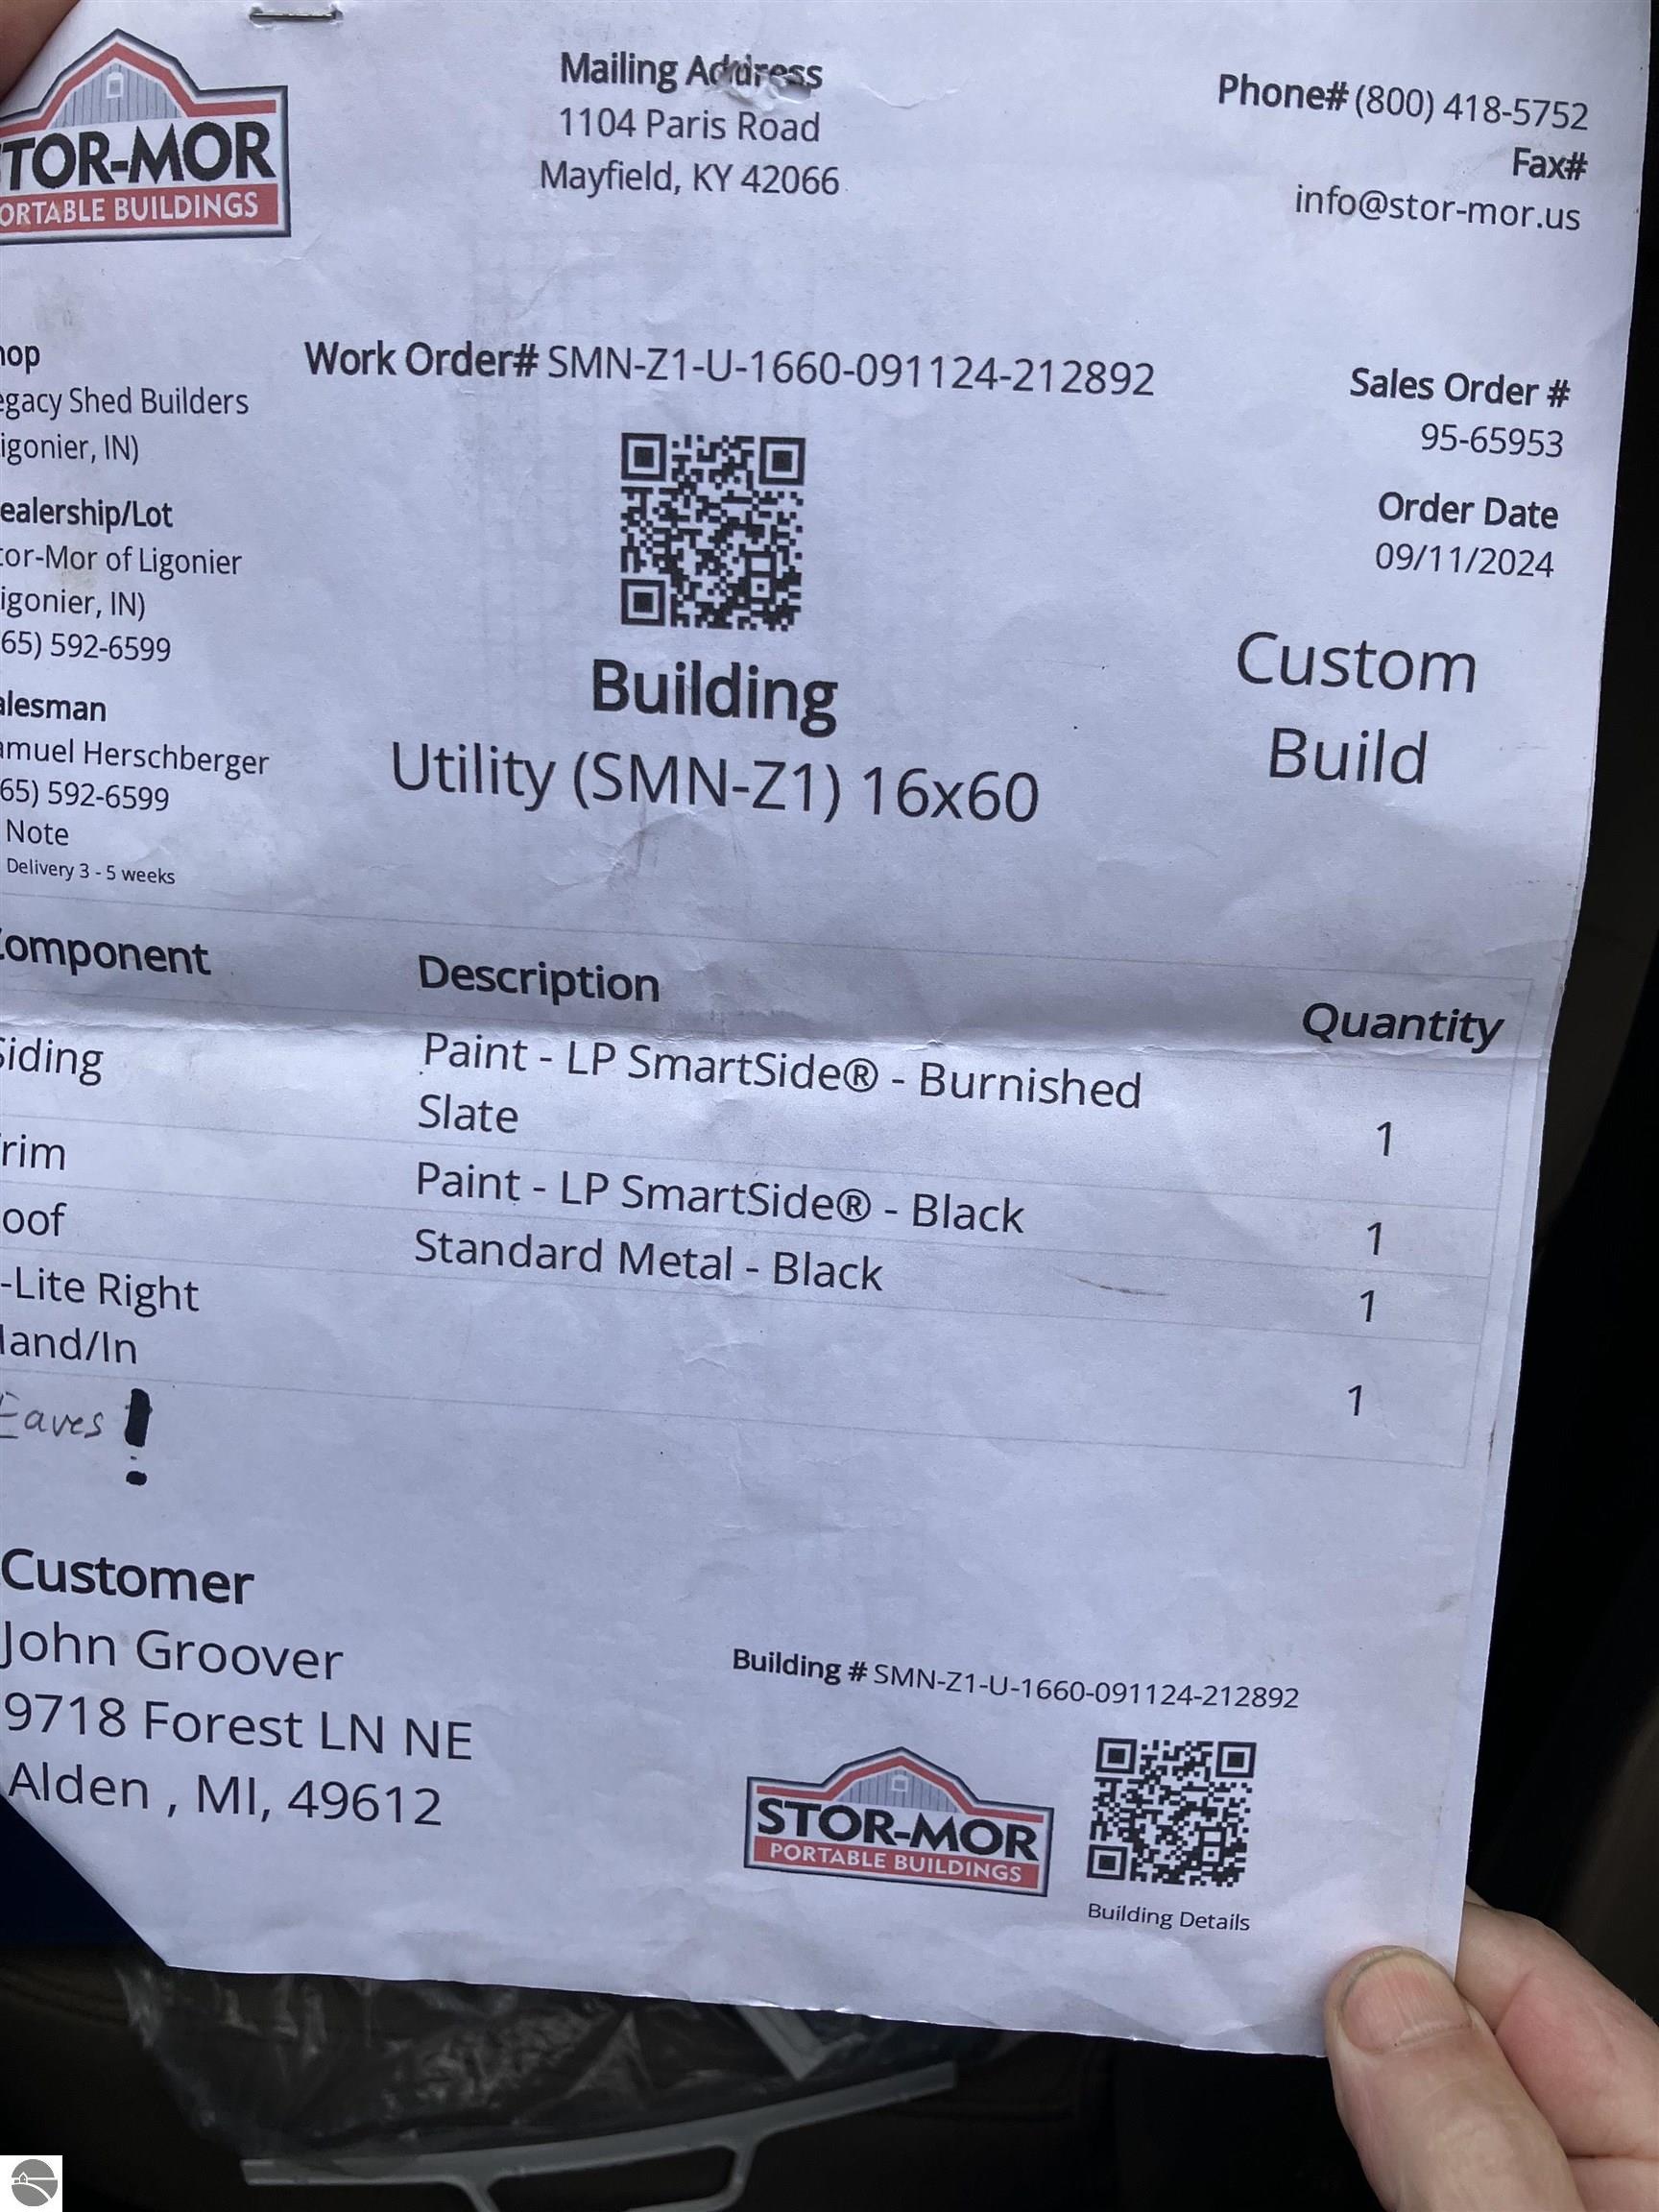 TOR-MOR
ORTABLE BUILDINGS
Mailing Address
1104 Paris Road
Mayfield, KY 42066
Phone# (800) 418-5752
Fax#
info@stor-mor.us
hop
egacy Shed Builders
igonier, IN)
ealership/Lot
tor-Mor of Ligonier
igonier, IN)
65) 592-6599
alesman
amuel Herschberger
65) 592-6599
Note
Delivery 3 - 5 weeks
Work Order# SMN-Z1-U-1660-091124-212892
Building
Utility (SMN-Z1) 16x60
Sales Order #
95-65953
Order Date
09/11/2024
Custom
Build
Component Description Quantity
Siding Paint - LP SmartSide® - Burnished
Slate 1
rim Paint - LP SmartSide® - Black 1
oof Standard Metal - Black 1
-Lite Right
Hand/In 1
Eaves !
Customer
John Groover
9718 Forest LN NE
Alden , MI, 49612
Building # SMN-Z1-U-1660-091124-212892
STOR-MOR
PORTABLE BUILDINGS
Building Details